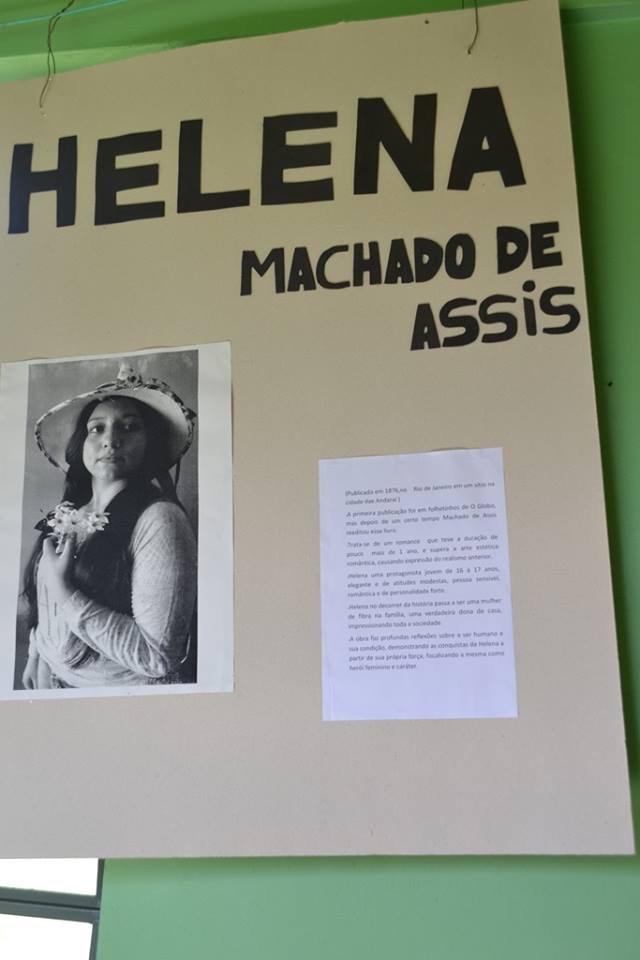 HELENA
MACHADO DE
ASSIS
(Publicado em 1876,no Rio de Janeiro em um sítio na
cidade dae Andaraí )
.A primeira publicação foi em folhetinhos de O Globo,
mas depois de um certo tempo Machado de Assis
reeditou esse livro.
.Trata-se de um romance que teve a duração de
pouco mais de 1 ano, e supera a arte estética
romântica, causando expressão do realismo anterior.
.Helena uma protagonista jovem de 16 à 17 anos,
elegante e de atitudes modestas, pessoa sensível,
romântica e de personalidade forte.
.Helena no decorrer da história passa a ser uma mulher
de fibra na família, uma verdadeira dona de casa,
impressionando toda a sociedade.
.A obra faz profundas reflexões sobre o ser humano e
sua condição, demonstrando as conquistas de Helena a
partir de sua própria força, focalizando a mesma como
herói feminino e caráter.